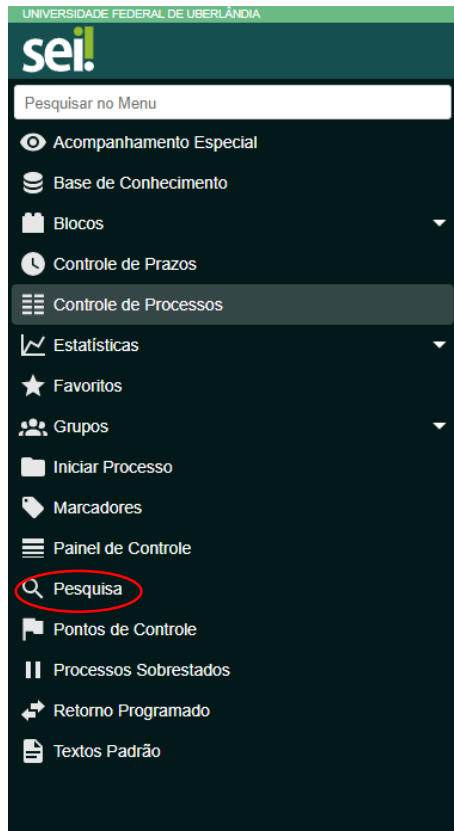 UNIVERSIDADE FEDERAL DE UBERLÂNDIA
sei!
Pesquisar no Menu
Acompanhamento Especial
Base de Conhecimento
Blocos
Controle de Prazos
Controle de Processos
Estatísticas
Favoritos
Grupos
Iniciar Processo
Marcadores
Painel de Controle
Pesquisa
Pontos de Controle
Processos Sobrestados
Retorno Programado
Textos Padrão